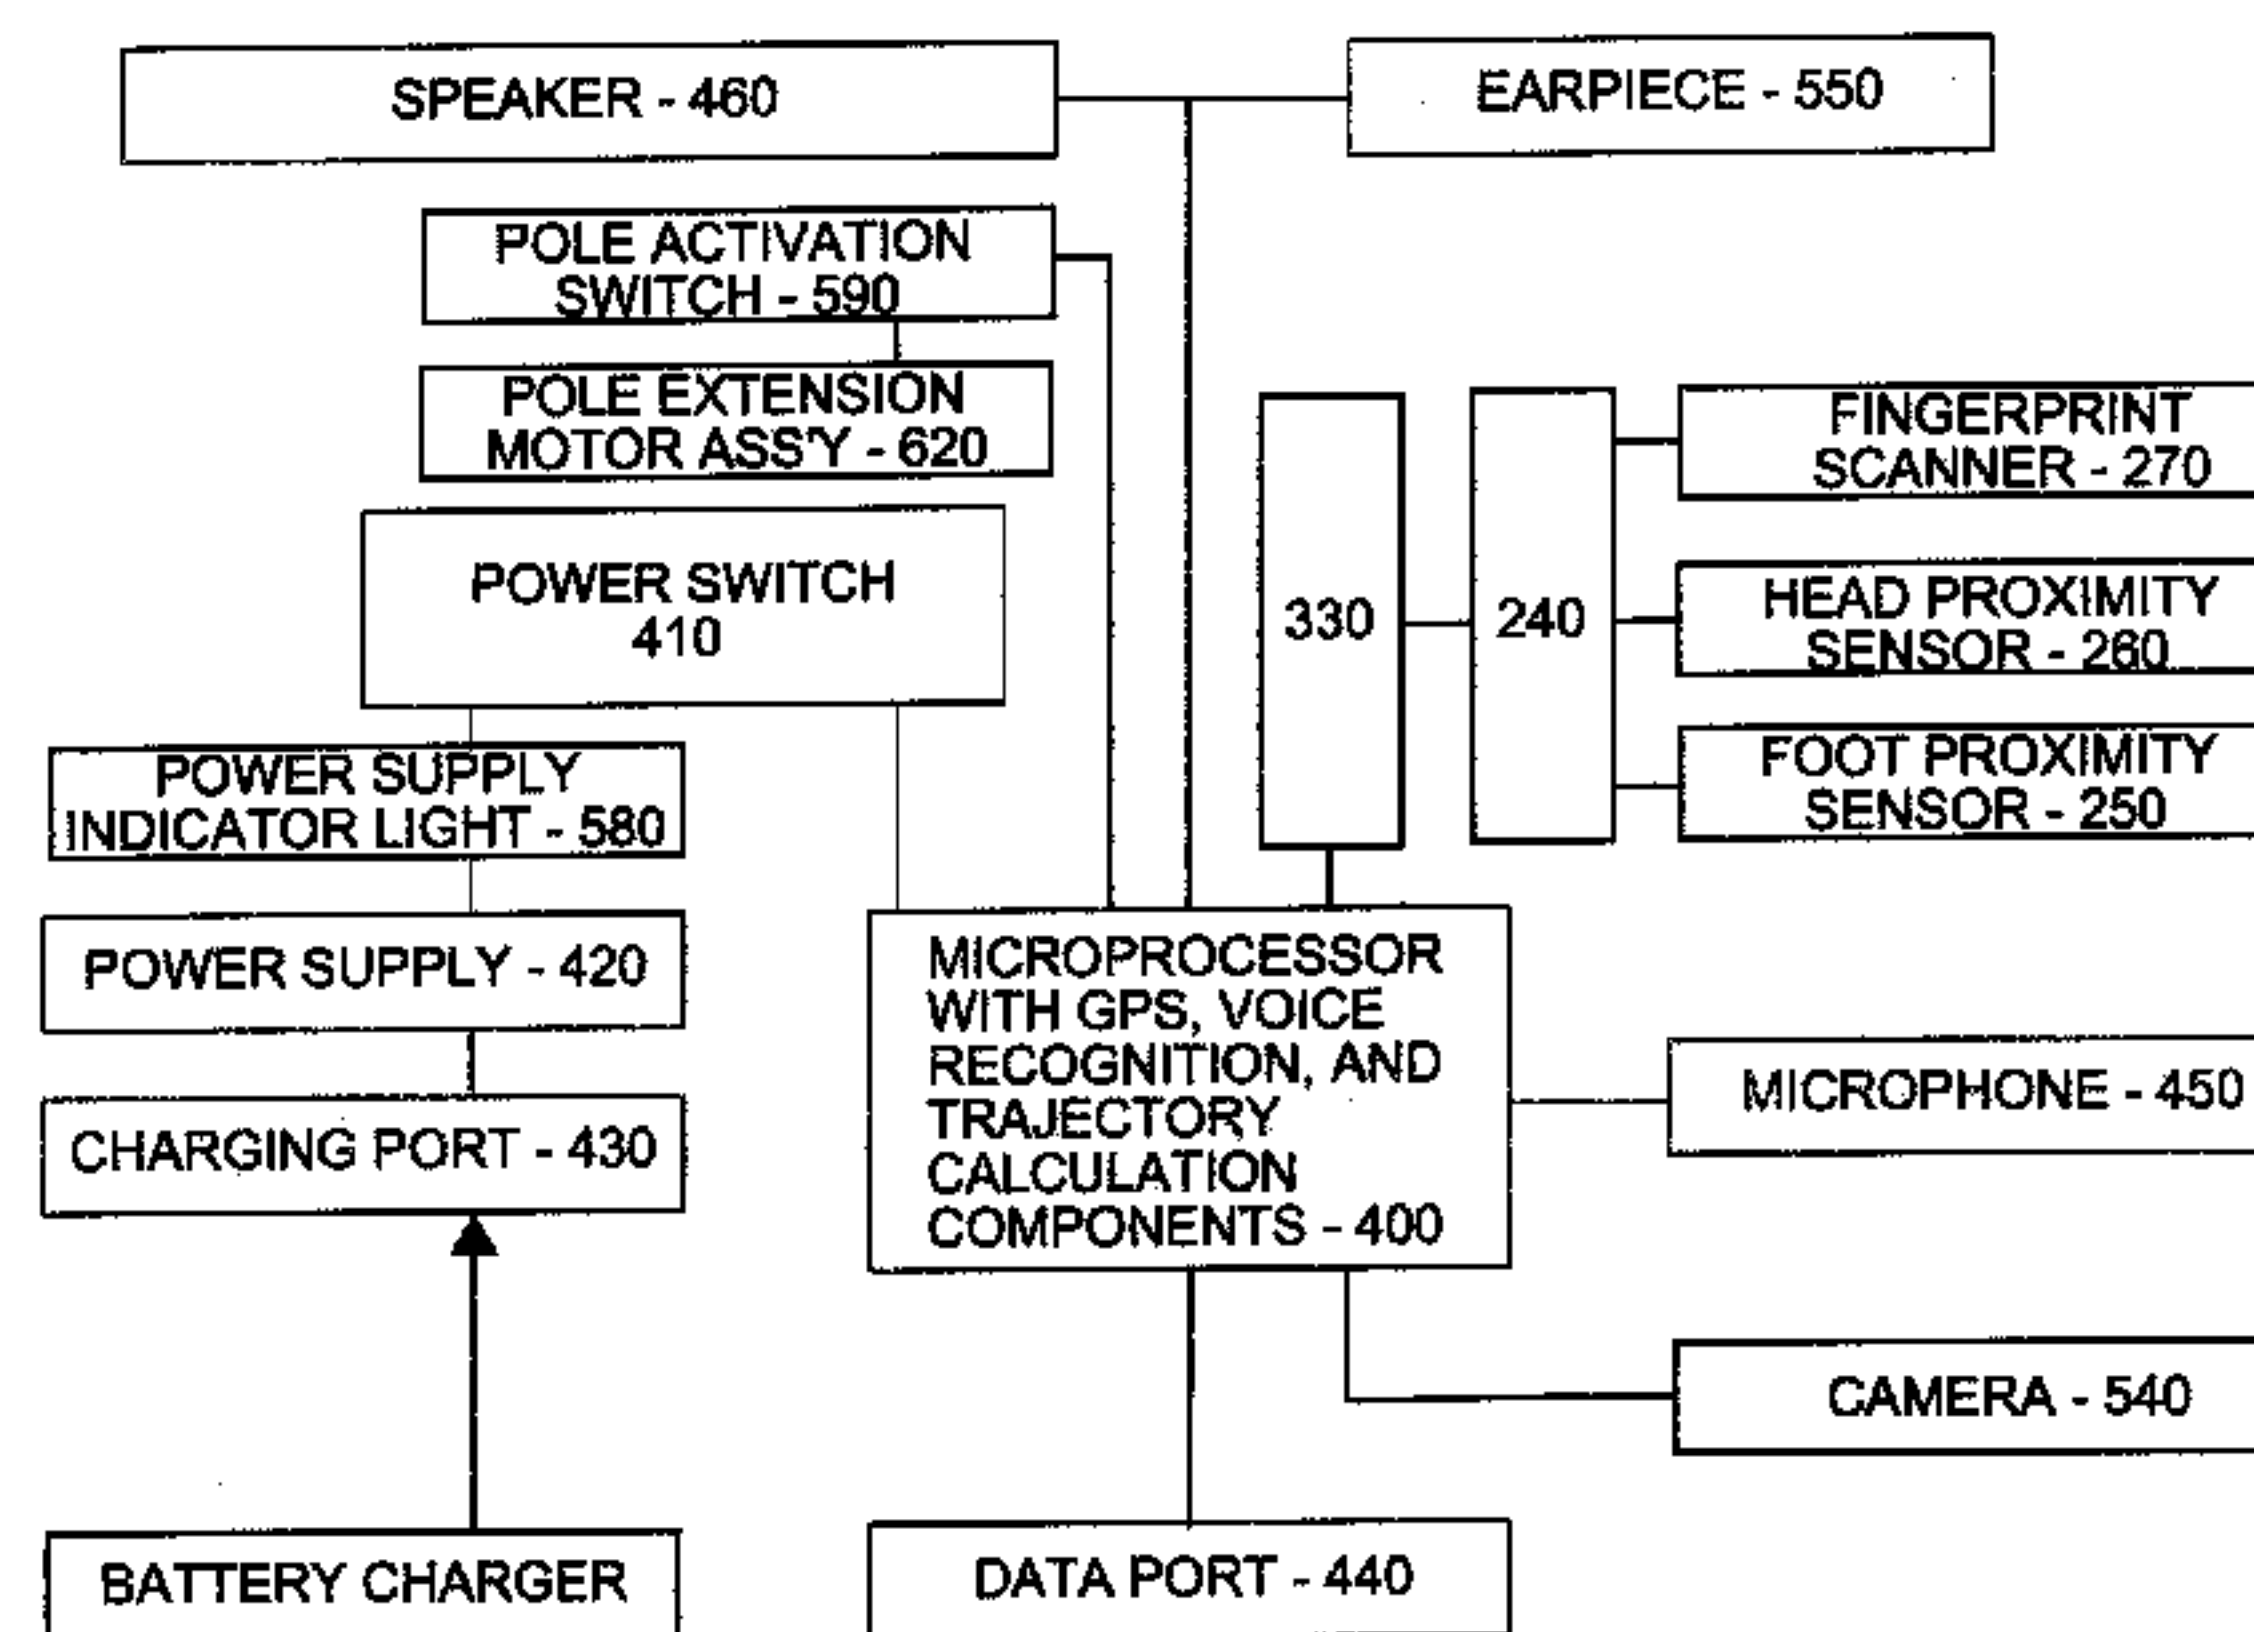 SPEAKER - 460
EARPIECE - 550
POLE ACTIVATION
SWITCH - 590
POLE EXTENSION
MOTOR ASS'Y - 620
POWER SWITCH
410
330
240
FINGERPRINT
SCANNER - 270
HEAD PROXIMITY
SENSOR - 260
FOOT PROXIMITY
SENSOR - 250
POWER SUPPLY
INDICATOR LIGHT - 580
POWER SUPPLY - 420
CHARGING PORT - 430
MICROPROCESSOR
WITH GPS, VOICE
RECOGNITION, AND
TRAJECTORY
CALCULATION
COMPONENTS - 400
MICROPHONE - 450
CAMERA - 540
BATTERY CHARGER
DATA PORT - 440